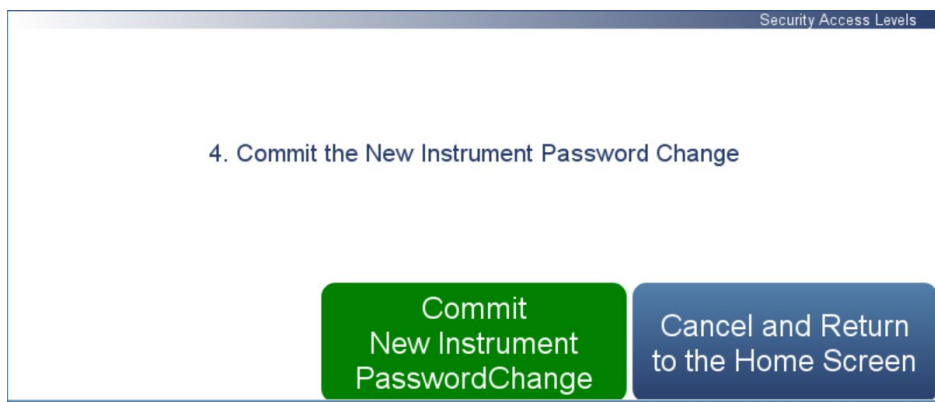 Security Access Levels
4. Commit the New Instrument Password Change
Commit
New Instrument
PasswordChange
Cancel and Return
to the Home Screen